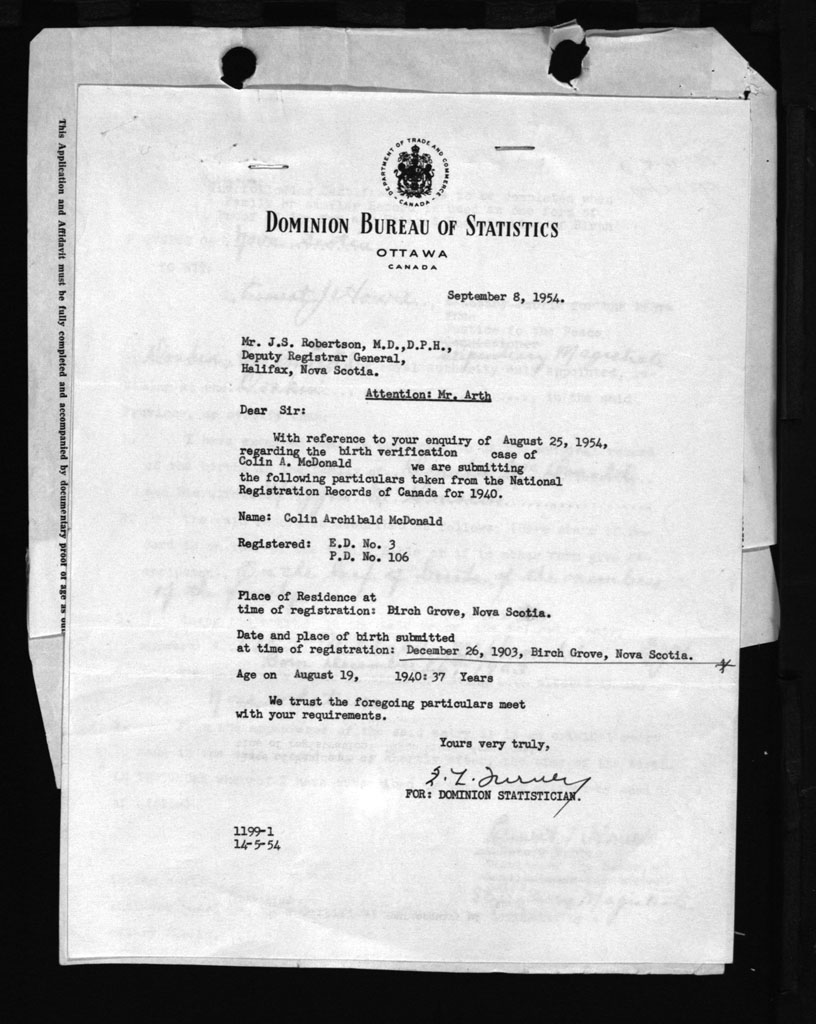 DEPARTMENT OF TRADE AND COMMERCE
CANADA
DOMINION BUREAU OF STATISTICS
OTTAWA
CANADA
September 8, 1954.
Mr. J.S. Robertson, M.D.,D.P.H.,
Deputy Registrar General,
Halifax, Nova Scotia.
Attention: Mr. Arth
Dear Sir:
With reference to your enquiry of August 25, 1954,
regarding the birth verification case of
Colin A. McDonald we are submitting
the following particulars taken from the National
Registration Records of Canada for 1940.
Name: Colin Archibald McDonald
Registered: E.D. No. 3
P.D. No. 106
Place of Residence at
time of registration: Birch Grove, Nova Scotia.
Date and place of birth submitted
at time of registration: December 26, 1903, Birch Grove, Nova Scotia.
Age on August 19, 1940: 37 Years
We trust the foregoing particulars meet
with your requirements.
Yours very truly,
FOR: DOMINION STATISTICIAN.
1199-1
14-5-54
This Application and Affidavit must be fully completed and accompanied by documentary proof of age as